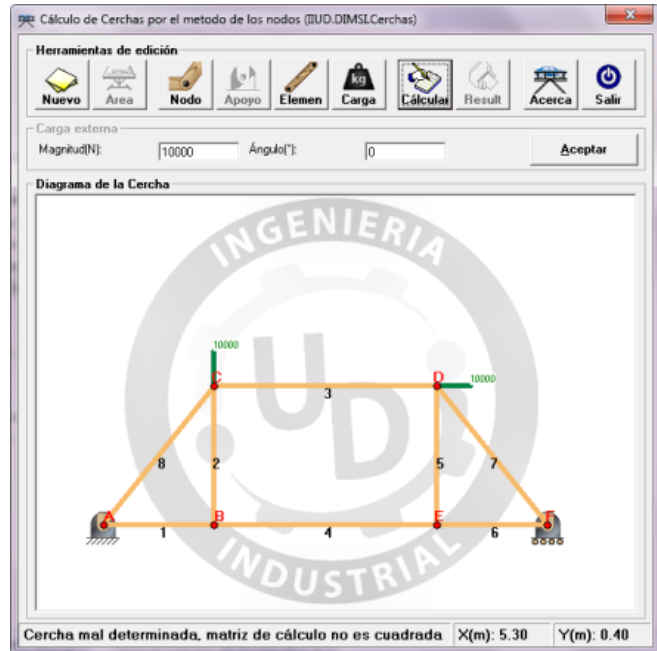 Cálculo de Cerchas por el metodo de los nodos (IIUD.DIMSI.Cerchas)
Herramientas de edición
Nuevo Area Nodo Apoyo Elemen Carga Cálcular Result Acerca Salir
kg
Carga externa
Magnitud(N): 10000 Ángulo(°): 0 Aceptar
Diagrama de la Cercha
INGENIERIA
UD
INDUSTRIAL
10000
C 3 D 10000
8 2 5 7
A B E F
1 4 6
Cercha mal determinada, matriz de cálculo no es cuadrada X(m): 5.30 Y(m): 0.40